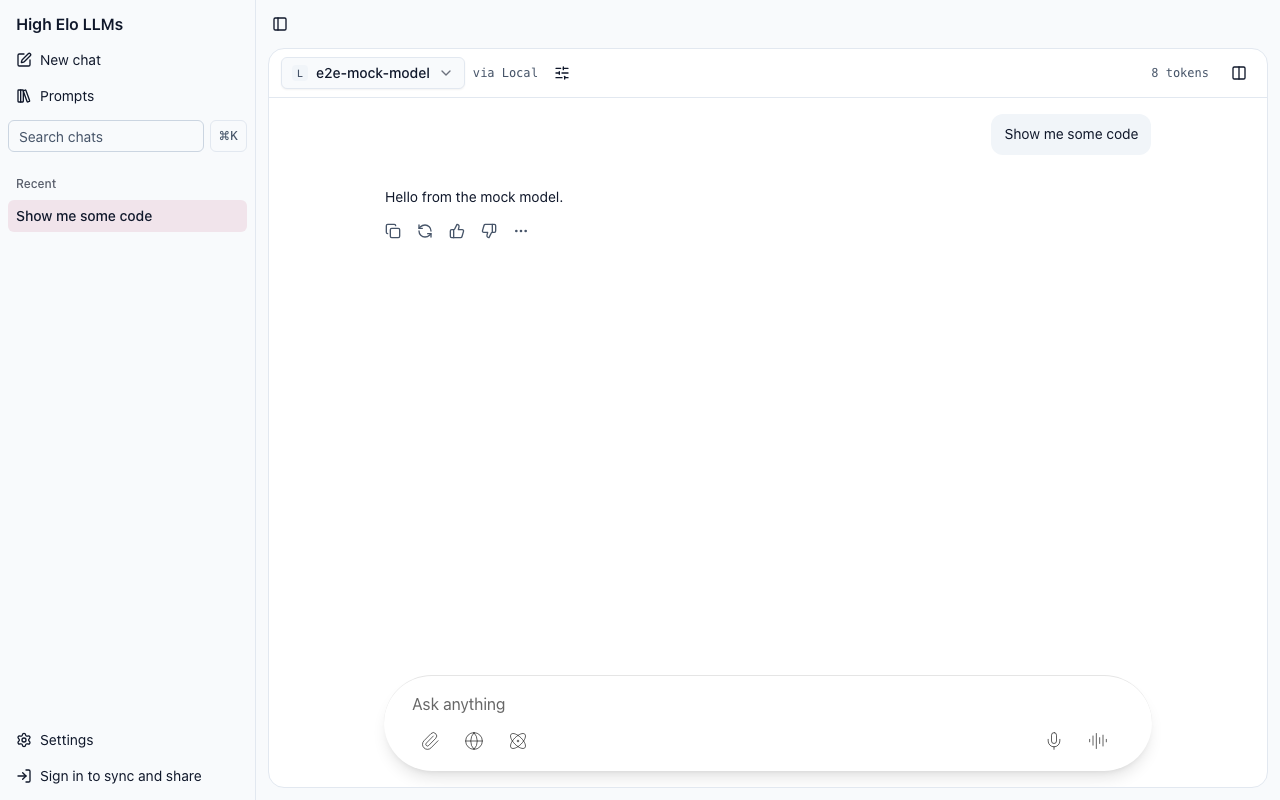 High Elo LLMs
New chat
Prompts
Search chats
⌘K
Recent
Show me some code
Settings
Sign in to sync and share
L
e2e-mock-model
via Local
8 tokens
Show me some code
Hello from the mock model.
Ask anything